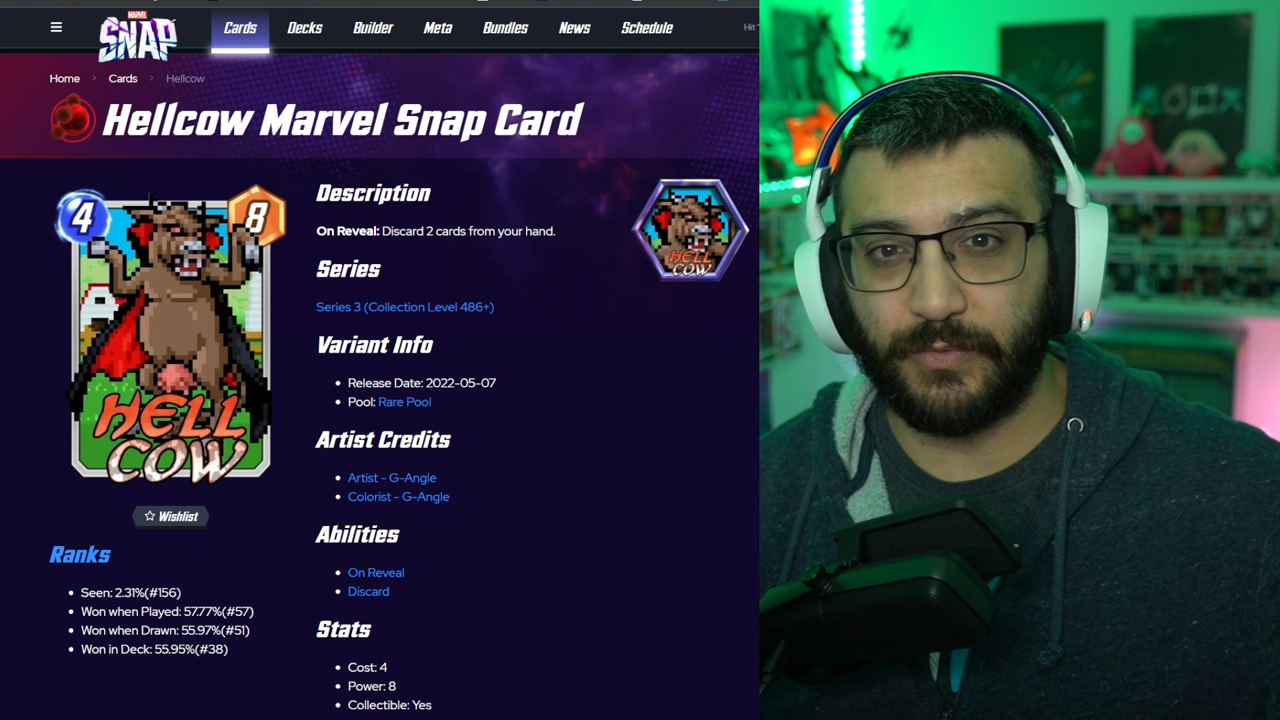 MARVEL
SNAP
Cards
Decks
Builder
Meta
Bundles
News
Schedule
Hit
Home > Cards > Hellcow
Hellcow Marvel Snap Card
4
8
HELL
COW
Wishlist
Ranks
Seen: 2.31%(#156)
Won when Played: 57.77%(#57)
Won when Drawn: 55.97%(#51)
Won in Deck: 55.95%(#38)
Description
On Reveal: Discard 2 cards from your hand.
Series
Series 3 (Collection Level 486+)
Variant Info
Release Date: 2022-05-07
Pool: Rare Pool
Artist Credits
Artist - G-Angle
Colorist - G-Angle
Abilities
On Reveal
Discard
Stats
Cost: 4
Power: 8
Collectible: Yes
HELL
COW